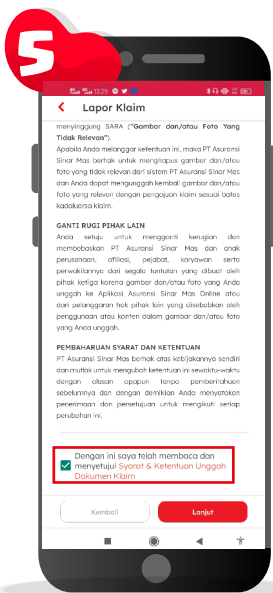 5
13:29
Lapor Klaim
menyinggung SARA ("Gambar dan/atau Foto Yang
Tidak Relevan").
Apabila Anda melanggar ketentuan ini, maka PT Asuransi
Sinar Mas berhak untuk menghapus gambar dan/atau
foto yang tidak relevan dari sistem PT Asuransi Sinar Mas
dan Anda dapat mengunggah kembali gambar dan/atau
foto yang relevan dengan pengajuan klaim sesuai batas
kadaluarsa klaim.
GANTI RUGI PIHAK LAIN
Anda setuju untuk mengganti kerugian dan
membebaskan PT Asuransi Sinar Mas dan anak
perusahaan, afiliasi, pejabat, karyawan serta
perwakilannya dari segala tuntutan yang dibuat oleh
pihak ketiga karena gambar dan/atau foto yang Anda
unggah ke Aplikasi Asuransi Sinar Mas Online atau
dari pelanggaran hak pihak lain yang disebabkan oleh
penggunaan atau konten dalam gambar dan/atau foto
yang Anda unggah.
PEMBAHARUAN SYARAT DAN KETENTUAN
PT Asuransi Sinar Mas berhak atas kebijakannya sendiri
dan mutlak untuk mengubah ketentuan ini sewaktu-waktu
dengan alasan apapun tanpa pemberitahuan
sebelumnya dan dengan demikian Anda menyatakan
penerimaan dan persetujuan untuk mengikuti setiap
perubahan ini.
Dengan ini saya telah membaca dan
menyetujui Syarat & Ketentuan Unggah
Dokumen Klaim
Kembali
Lanjut